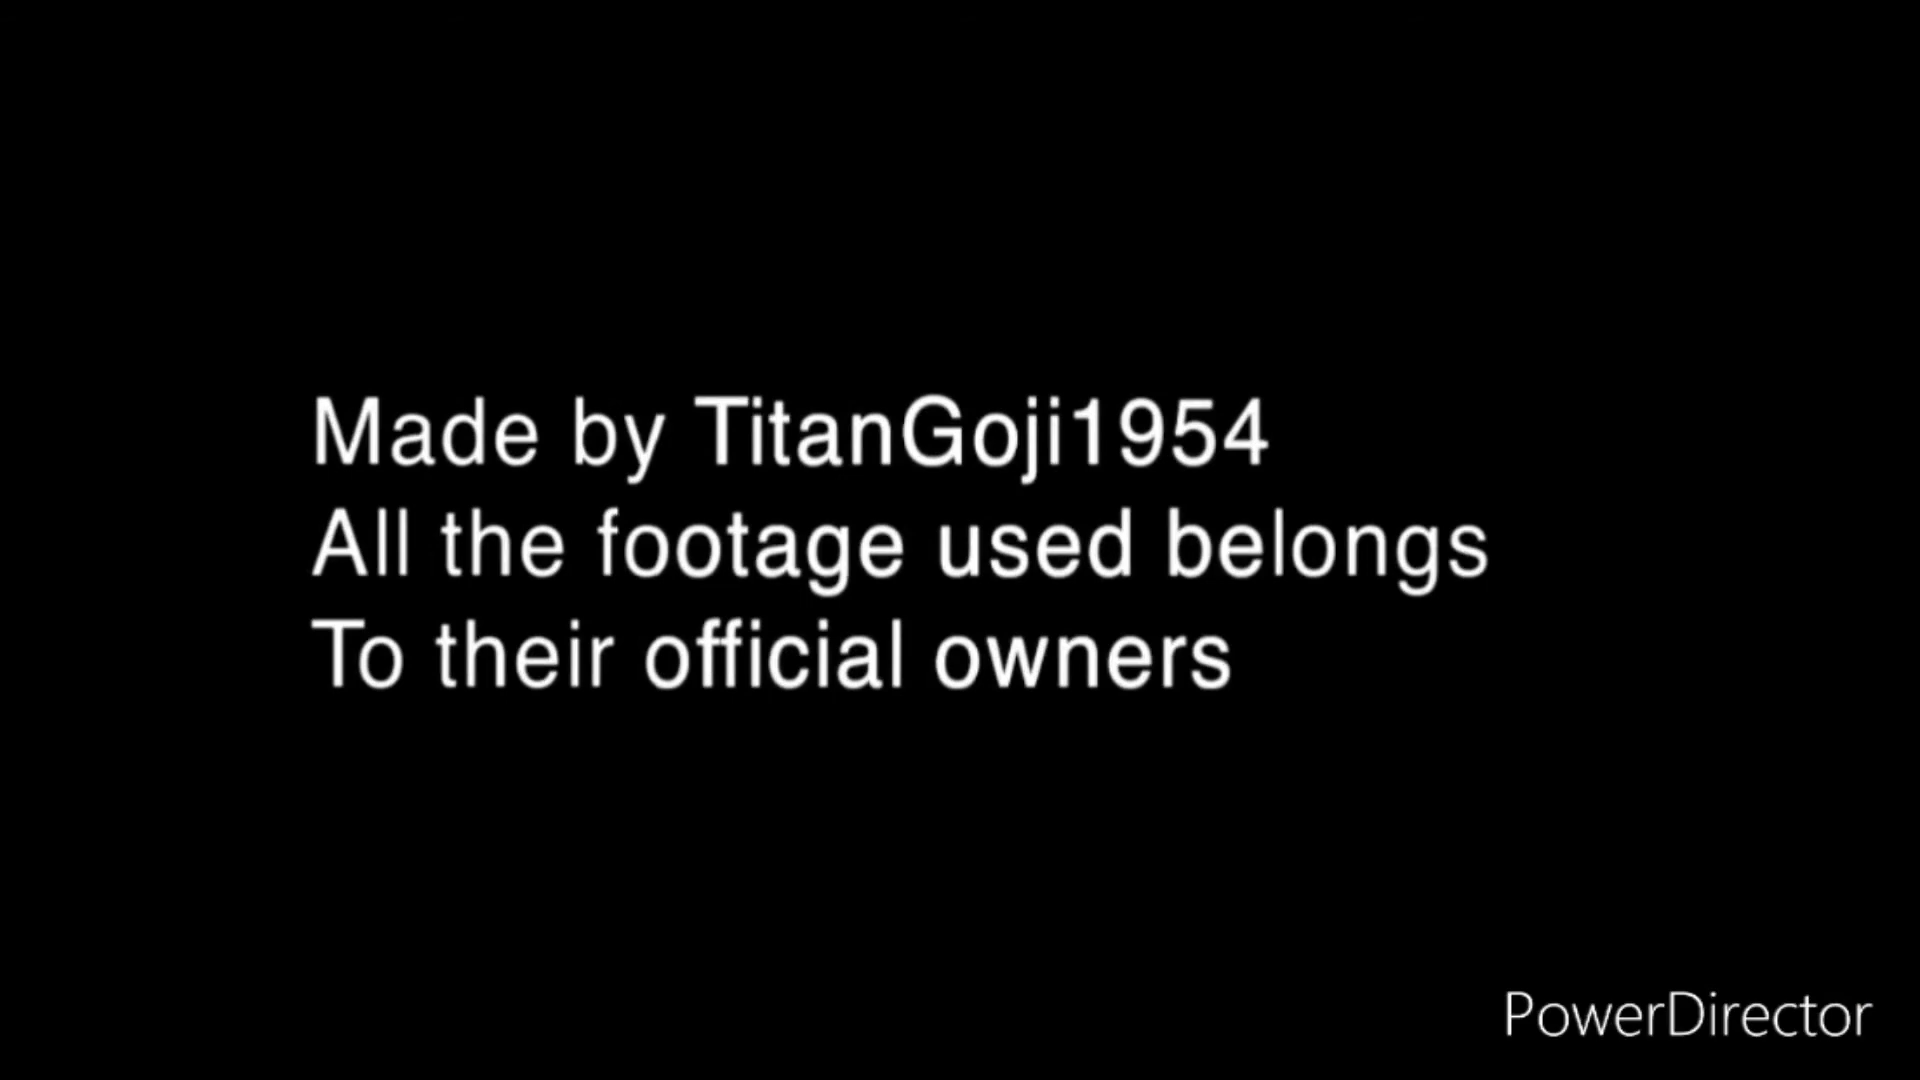 Made by TitanGoji1954
All the footage used belongs
To their official owners
PowerDirector